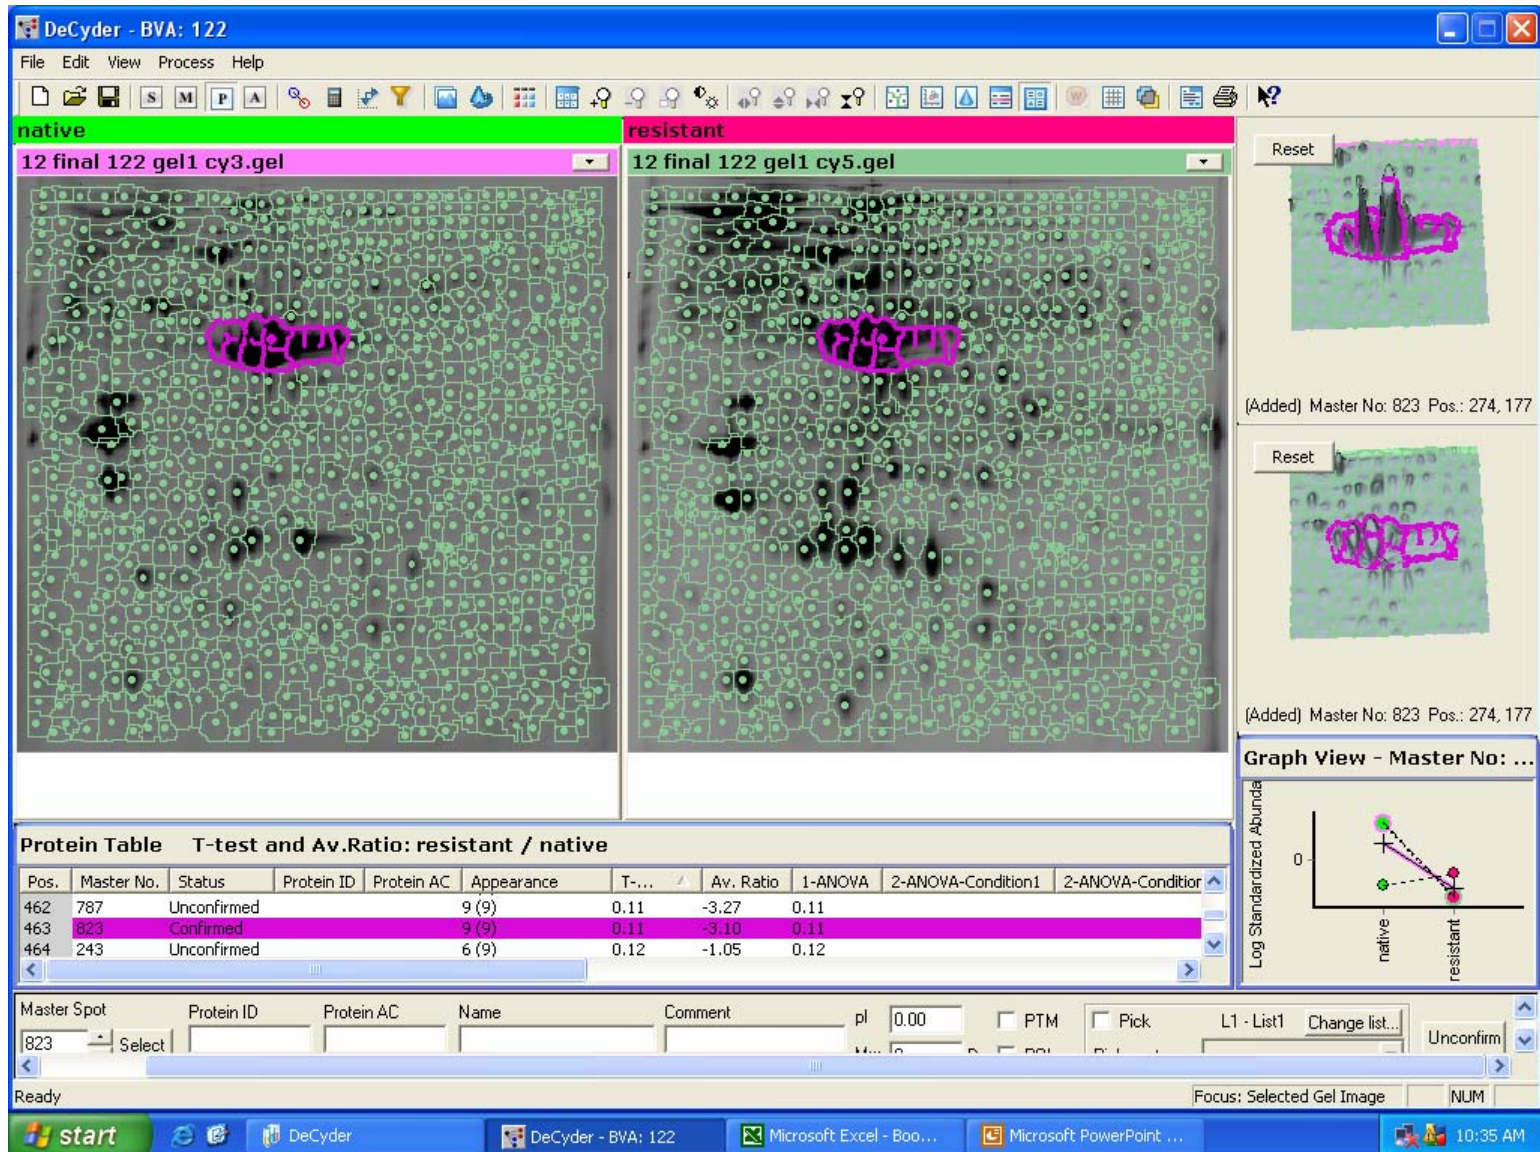 DeCyder - BVA: 122
File Edit View Process Help
S M P A
native
resistant
12 final 122 gel1 cy3.gel
12 final 122 gel1 cy5.gel
Reset
(Added) Master No: 823 Pos.: 274, 177
Reset
(Added) Master No: 823 Pos.: 274, 177
Graph View - Master No: ...
Log Standardized Abunda
0
native
resistant
Protein Table T-test and Av.Ratio: resistant / native
Pos. Master No. Status Protein ID Protein AC Appearance T-... Av. Ratio 1-ANOVA 2-ANOVA-Condition1 2-ANOVA-Condition
462 787 Unconfirmed 9 (9) 0.11 -3.27 0.11
463 823 Confirmed 9 (9) 0.11 -3.10 0.11
464 243 Unconfirmed 6 (9) 0.12 -1.05 0.12
Master Spot Protein ID Protein AC Name Comment pI 0.00 PTM Pick L1 - List1 Change list...
823 Select Unconfirm
Ready Focus: Selected Gel Image NUM
start DeCyder DeCyder - BVA: 122 Microsoft Excel - Boo... Microsoft PowerPoint ... 10:35 AM